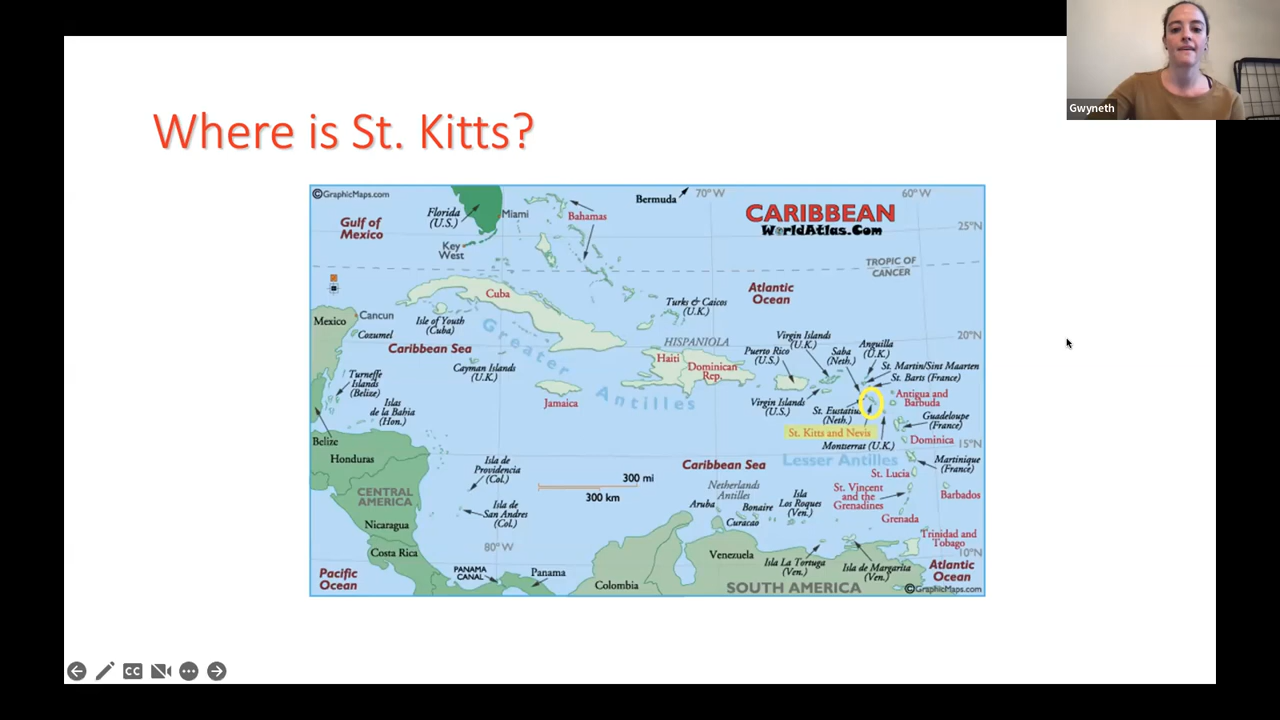 Gwyneth
Where is St. Kitts?
©GraphicMaps.com
Bermuda
70° W
60° W
Florida
(U.S.)
Miami
Bahamas
CARIBBEAN
WorldAtlas.Com
Gulf of
Mexico
25°N
Key
West
TROPIC OF
CANCER
Atlantic
Ocean
Cuba
Turks & Caicos
(U.K.)
Mexico
Cancun
Cozumel
Isle of Youth
(Cuba)
Greater Antilles
20°N
HISPANIOLA
Virgin Islands
(U.K.)
Caribbean Sea
Puerto Rico
(U.S.)
Saba
(Neth.)
Anguilla
(U.K.)
Haiti
Dominican
Rep.
St. Martin/Sint Maarten
St. Barts (France)
Cayman Islands
(U.K.)
Turneffe
Islands
(Belize)
Jamaica
Virgin Islands
(U.S.)
St. Eustatiu
(Neth.)
Antigua and
Barbuda
Islas
de la Bahia
(Hon.)
Guadeloupe
(France)
St. Kitts and Nevis
Montserrat (U.K.)
Dominica
15°N
Belize
Honduras
Isla de
Providencia
(Col.)
Caribbean Sea
Lesser Antilles
Martinique
(France)
300 mi
300 km
St. Lucia
CENTRAL
AMERICA
Netherlands
Antilles
Aruba
Bonaire
Curacao
Isla
Los Roques
(Ven.)
St. Vincent
and the
Grenadines
Barbados
Isla de
San Andres
(Col.)
Nicaragua
Grenada
Trinidad and
Tobago
Costa Rica
80° W
10°N
Venezuela
Isla La Tortuga
(Ven.)
Isla de Margarita
(Ven.)
Atlantic
Ocean
Pacific
Ocean
PANAMA
CANAL
Panama
Colombia
SOUTH AMERICA
©GraphicMaps.com
CC